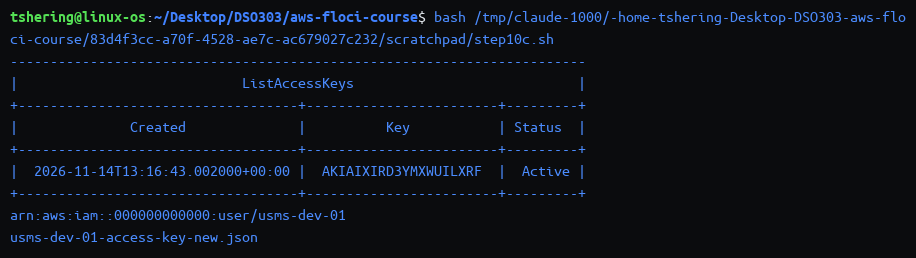 tshering@linux-os:~/Desktop/DSO303/aws-floci-course$ bash /tmp/claude-1000/-home-tshering-Desktop-DSO303-aws-flo
ci-course/83d4f3cc-a70f-4528-ae7c-ac679027c232/scratchpad/step10c.sh
-----------------------------------------------------------------------
|                            ListAccessKeys                            |
+-----------------------------------+------------------------+---------+
|              Created              |          Key           | Status  |
+-----------------------------------+------------------------+---------+
|  2026-11-14T13:16:43.002000+00:00 |  AKIAIXIRD3YMXWUILXRF  |  Active |
+-----------------------------------+------------------------+---------+
arn:aws:iam::000000000000:user/usms-dev-01
usms-dev-01-access-key-new.json